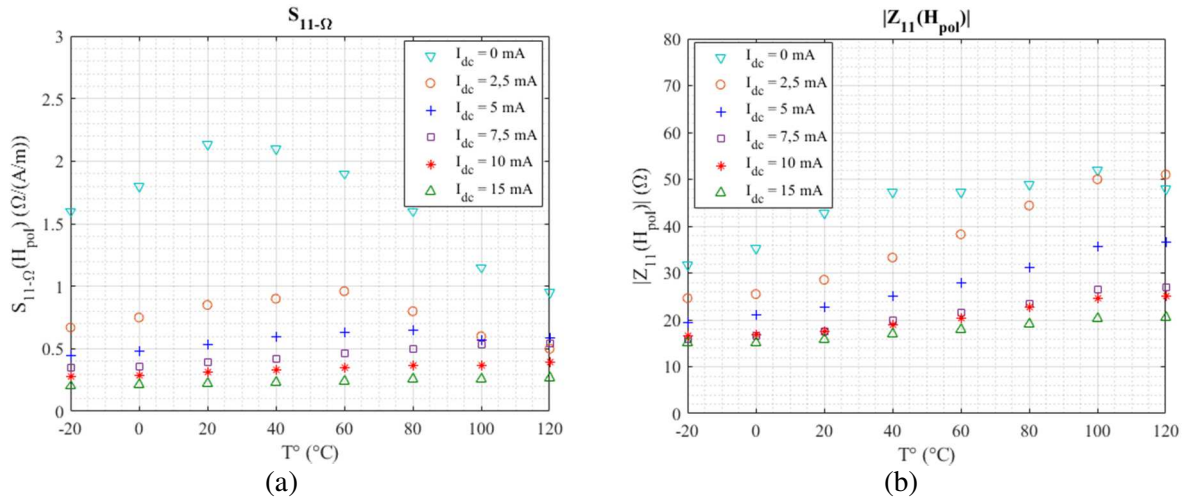 S11-Ω
3
2.5
2
1.5
1
0.5
0
S11-Ω(Hpol) (Ω/(A/m))
-20 0 20 40 60 80 100 120
T° (°C)
Idc = 0 mA
Idc = 2,5 mA
Idc = 5 mA
Idc = 7,5 mA
Idc = 10 mA
Idc = 15 mA
(a)
|Z11(Hpol)|
80
70
60
50
40
30
20
10
0
|Z11(Hpol)| (Ω)
-20 0 20 40 60 80 100 120
T° (°C)
Idc = 0 mA
Idc = 2,5 mA
Idc = 5 mA
Idc = 7,5 mA
Idc = 10 mA
Idc = 15 mA
(b)